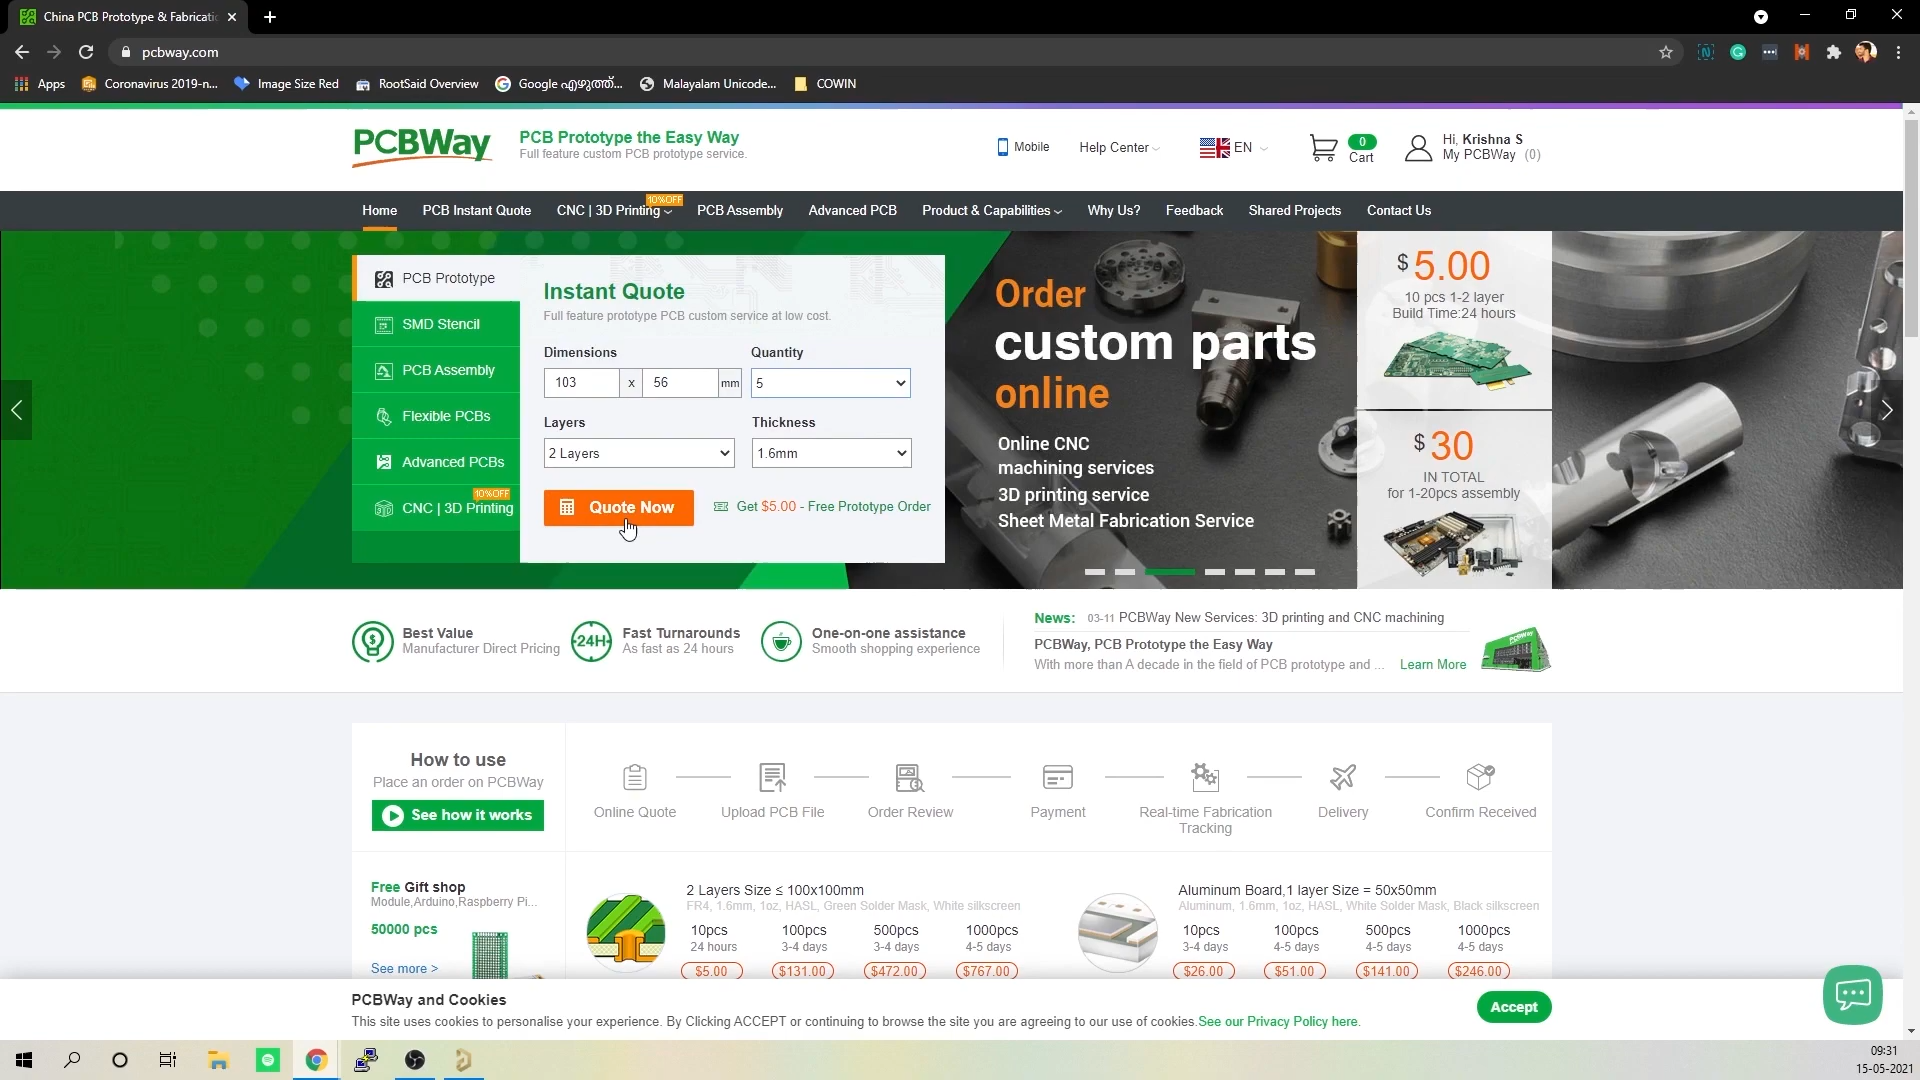 China PCB Prototype & Fabricatio
pcbway.com
Apps
Coronavirus 2019-n...
Image Size Red
RootSaid Overview
Google എഴുത്ത്...
Malayalam Unicode...
COWIN
PCBWay
PCB Prototype the Easy Way
Full feature custom PCB prototype service.
Mobile
Help Center
EN
0
Cart
Hi, Krishna S
My PCBWay (0)
Home
PCB Instant Quote
CNC | 3D Printing
10%OFF
PCB Assembly
Advanced PCB
Product & Capabilities
Why Us?
Feedback
Shared Projects
Contact Us
PCB Prototype
SMD Stencil
PCB Assembly
Flexible PCBs
Advanced PCBs
10%OFF
CNC | 3D Printing
Instant Quote
Full feature prototype PCB custom service at low cost.
Dimensions
Quantity
103 x 56 mm
5
Layers
Thickness
2 Layers
1.6mm
Quote Now
Get $5.00 - Free Prototype Order
Order
custom parts
online
Online CNC
machining services
3D printing service
Sheet Metal Fabrication Service
$ 5.00
10 pcs 1-2 layer
Build Time:24 hours
$ 30
IN TOTAL
for 1-20pcs assembly
Best Value
Manufacturer Direct Pricing
24H
Fast Turnarounds
As fast as 24 hours
One-on-one assistance
Smooth shopping experience
News: 03-11 PCBWay New Services: 3D printing and CNC machining
PCBWay, PCB Prototype the Easy Way
With more than A decade in the field of PCB prototype and ... Learn More
How to use
Place an order on PCBWay
See how it works
Online Quote
Upload PCB File
Order Review
Payment
Real-time Fabrication
Tracking
Delivery
Confirm Received
Free Gift shop
Module,Arduino,Raspberry Pi...
50000 pcs
See more >
2 Layers Size ≤ 100x100mm
FR4, 1.6mm, 1oz, HASL, Green Solder Mask, White silkscreen
10pcs 100pcs 500pcs 1000pcs
24 hours 3-4 days 3-4 days 4-5 days
$5.00 $131.00 $472.00 $767.00
Aluminum Board,1 layer Size = 50x50mm
Aluminum, 1.6mm, 1oz, HASL, White Solder Mask, Black silkscreen
10pcs 100pcs 500pcs 1000pcs
3-4 days 4-5 days 4-5 days 4-5 days
$26.00 $51.00 $141.00 $246.00
PCBWay and Cookies
This site uses cookies to personalise your experience. By Clicking ACCEPT or continuing to browse the site you are agreeing to our use of cookies.See our Privacy Policy here.
Accept
09:31
15-05-2021